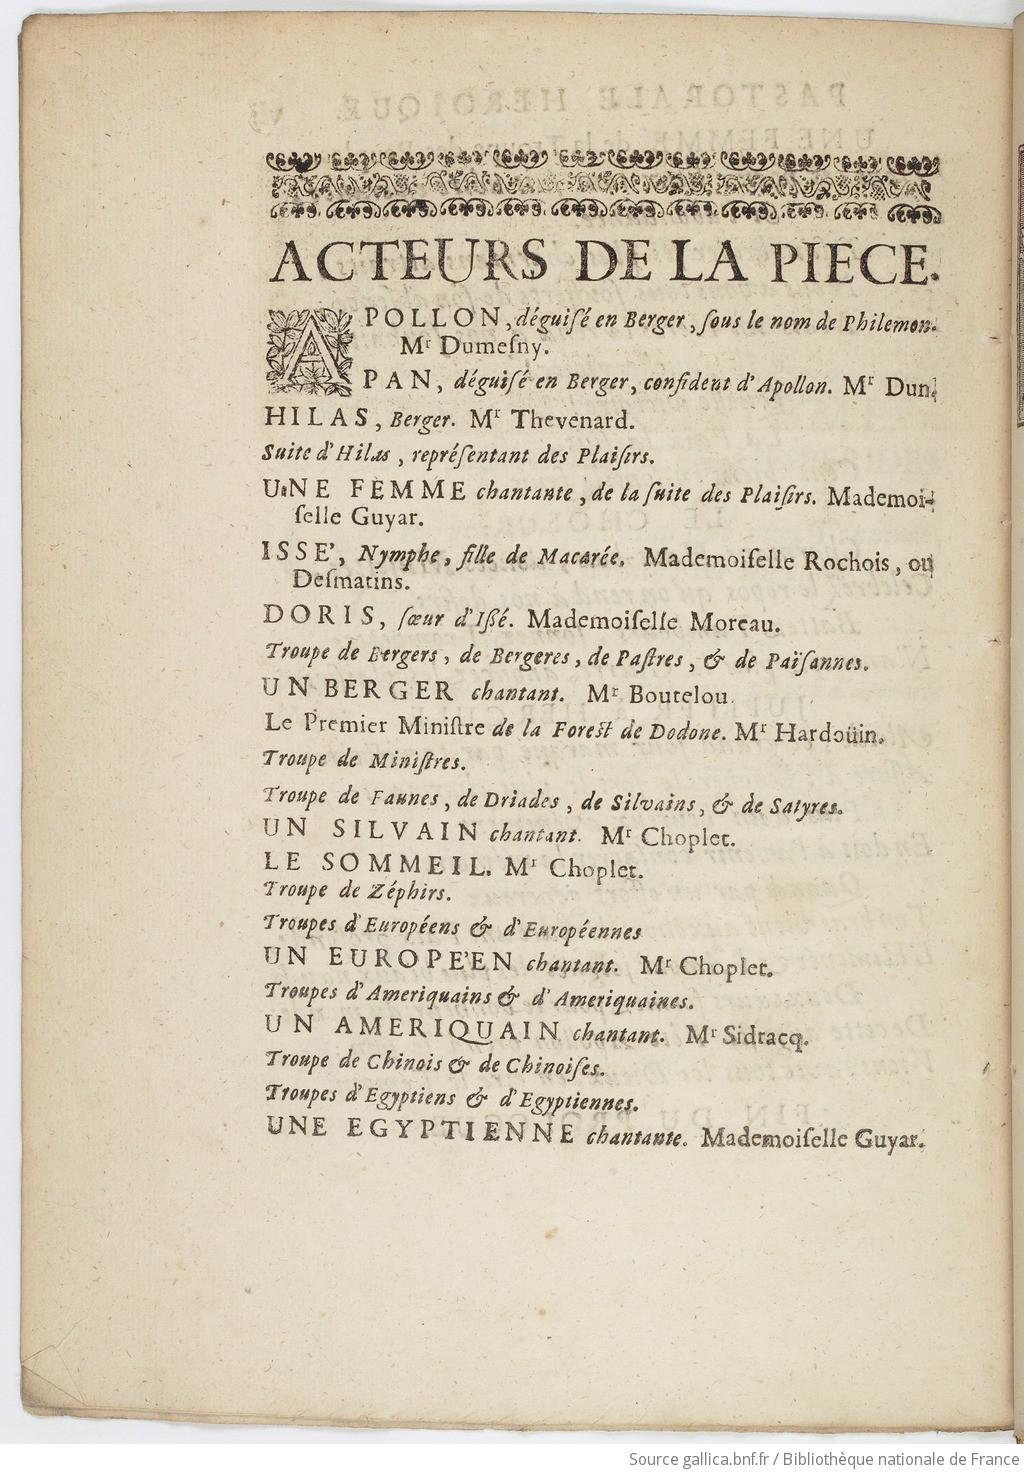 ACTEURS DE LA PIECE.
APOLLON, déguiſé en Berger, ſous le nom de Philemon.
Mr Dumeſny.
PAN, déguiſé en Berger, confident d'Apollon. Mr Dun.
HILAS, Berger. Mr Thevenard.
Suite d'Hilas, repréſentant des Plaiſirs.
UNE FEMME chantante, de la ſuite des Plaiſirs. Mademoi-
ſelle Guyar.
ISSE', Nymphe, fille de Macarée. Mademoiſelle Rochois, ou
Deſmatins.
DORIS, ſœur d'Iſſé. Mademoiſelle Moreau.
Troupe de Bergers, de Bergeres, de Paſtres, & de Païſannes.
UN BERGER chantant. Mr Boutelou.
Le Premier Miniſtre de la Foreſt de Dodone. Mr Hardoüin.
Troupe de Miniſtres.
Troupe de Faunes, de Driades, de Silvains, & de Satyres.
UN SILVAIN chantant. Mr Choplet.
LE SOMMEIL. Mr Choplet.
Troupe de Zéphirs.
Troupes d'Européens & d'Européennes
UN EUROPE'EN chantant. Mr Choplet.
Troupes d'Ameriquains & d'Ameriquaines.
UN AMERIQUAIN chantant. Mr Sidracq.
Troupe de Chinois & de Chinoiſes.
Troupes d'Egyptiens & d'Egyptiennes.
UNE EGYPTIENNE chantante. Mademoiſelle Guyar.
Source gallica.bnf.fr / Bibliothèque nationale de France